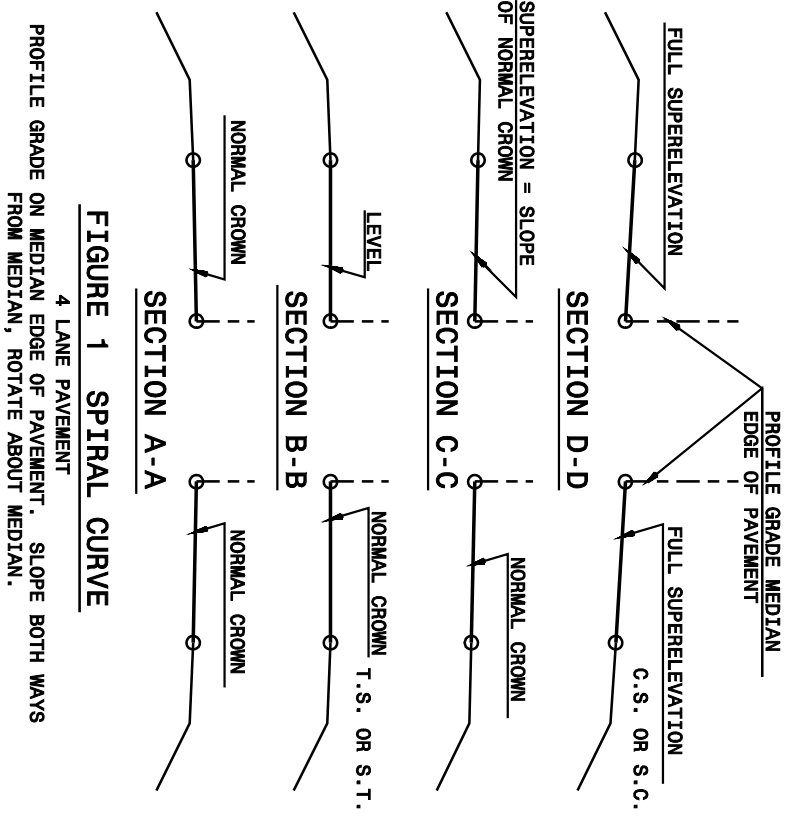 PROFILE GRADE MEDIAN
EDGE OF PAVEMENT
FULL SUPERELEVATION
FULL SUPERELEVATION
C.S. OR S.C.
SECTION D-D
SUPERELEVATION = SLOPE
OF NORMAL CROWN
NORMAL CROWN
SECTION C-C
LEVEL
NORMAL CROWN
T.S. OR S.T.
SECTION B-B
NORMAL CROWN
NORMAL CROWN
SECTION A-A
FIGURE 1 SPIRAL CURVE
4 LANE PAVEMENT
PROFILE GRADE ON MEDIAN EDGE OF PAVEMENT. SLOPE BOTH WAYS
FROM MEDIAN, ROTATE ABOUT MEDIAN.